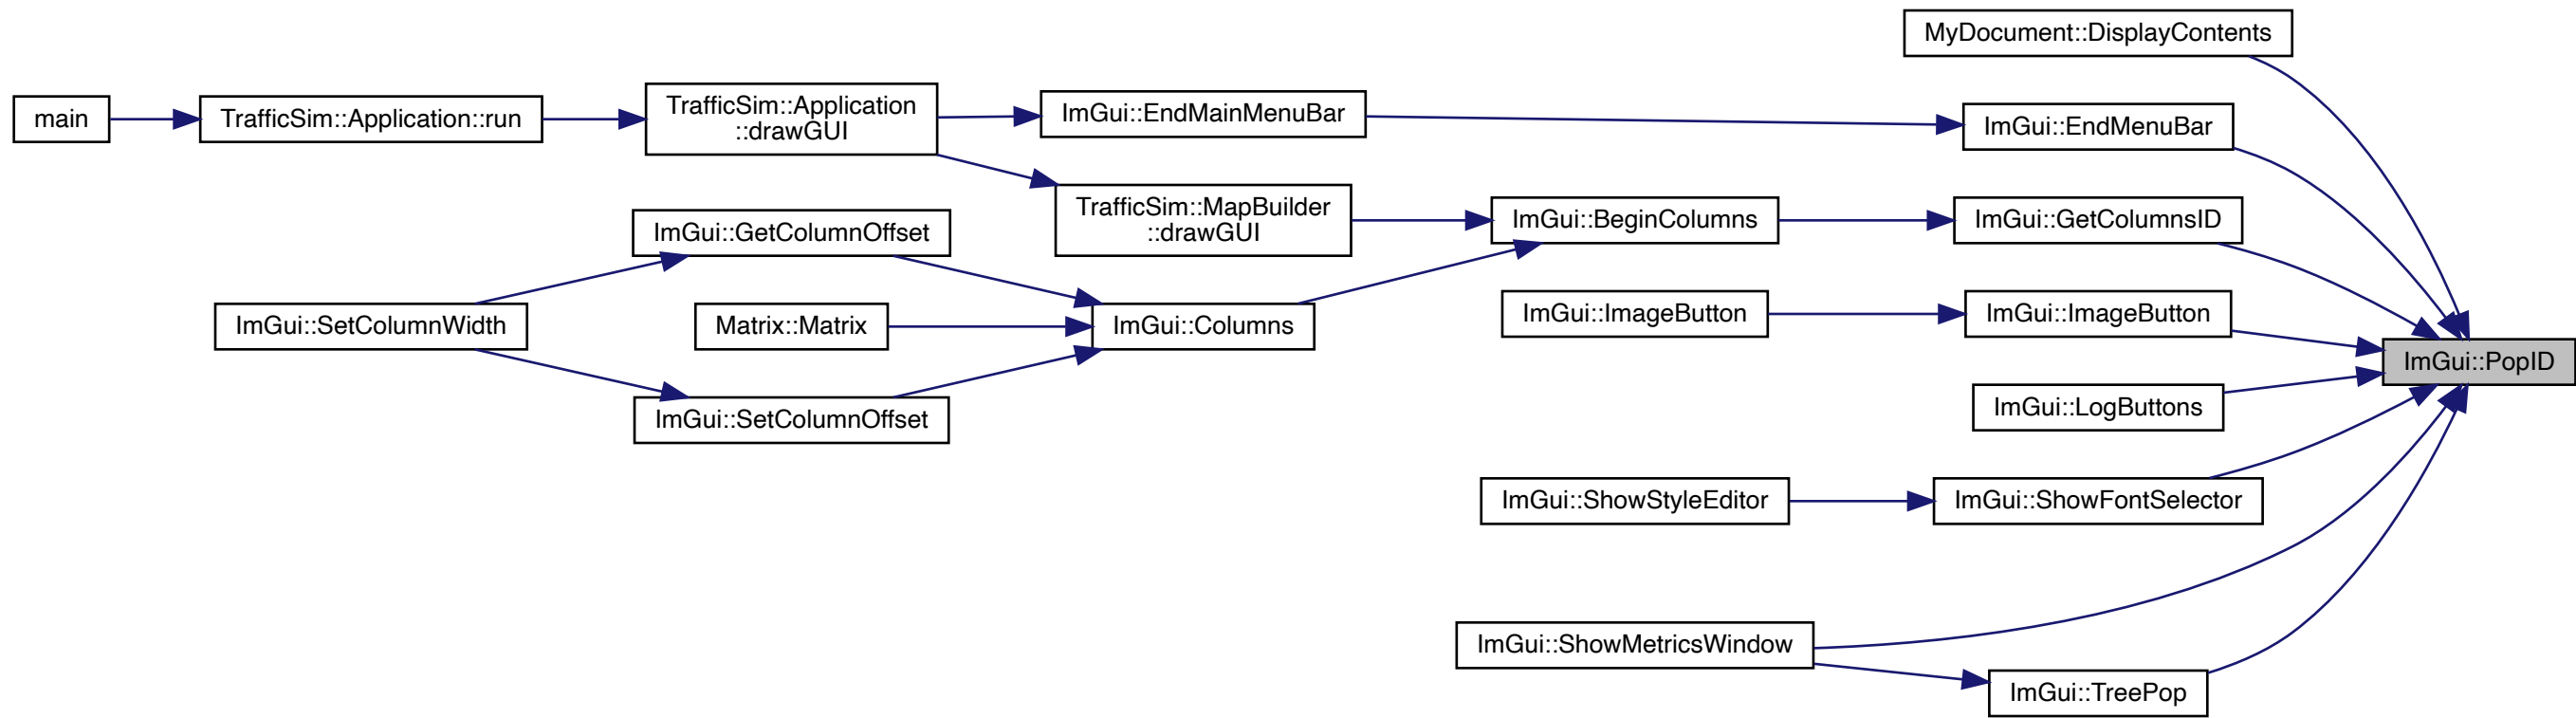 MyDocument::DisplayContents
main
TrafficSim::Application::run
TrafficSim::Application
::drawGUI
ImGui::EndMainMenuBar
ImGui::EndMenuBar
TrafficSim::MapBuilder
::drawGUI
ImGui::BeginColumns
ImGui::GetColumnsID
ImGui::GetColumnOffset
ImGui::SetColumnWidth
Matrix::Matrix
ImGui::Columns
ImGui::ImageButton
ImGui::ImageButton
ImGui::PopID
ImGui::SetColumnOffset
ImGui::LogButtons
ImGui::ShowStyleEditor
ImGui::ShowFontSelector
ImGui::ShowMetricsWindow
ImGui::TreePop